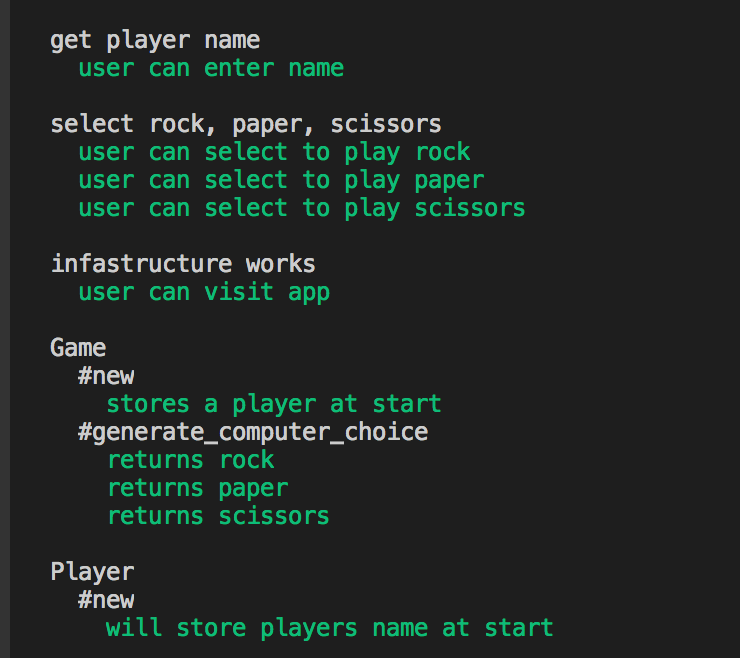 get player name
user can enter name
select rock, paper, scissors
user can select to play rock
user can select to play paper
user can select to play scissors
infastructure works
user can visit app
Game
#new
stores a player at start
#generate_computer_choice
returns rock
returns paper
returns scissors
Player
#new
will store players name at start